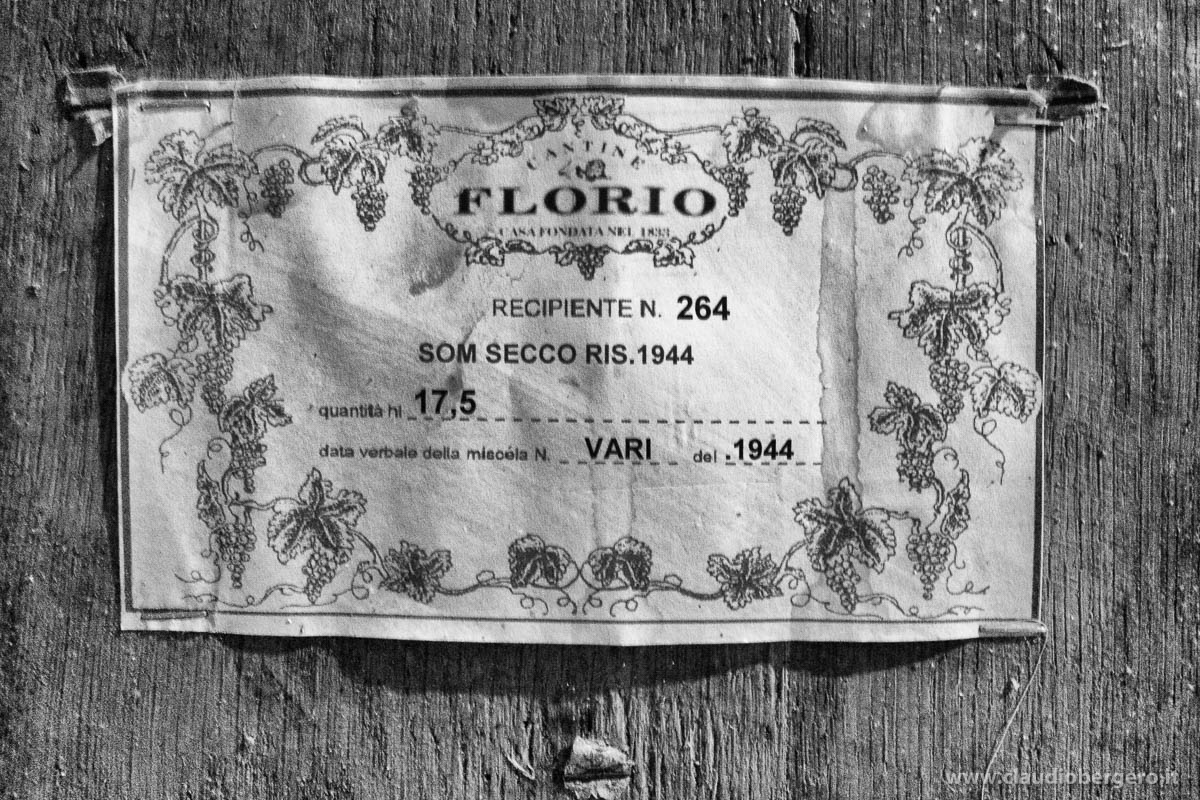 CANTINE
FLORIO
CASA FONDATA NEL 1833
RECIPIENTE N. 264
SOM SECCO RIS.1944
quantità hl 17,5
data verbale della miscela N. VARI del .1944
www.claudiobergero.it